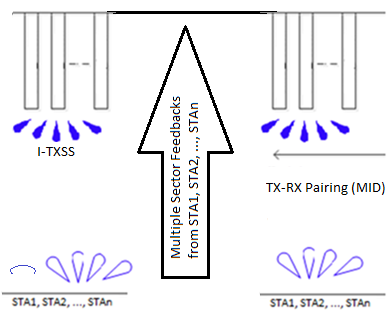 I-TXSS
Multiple Sector Feedbacks
from STA1, STA2, ..., STAn
TX-RX Pairing (MID)
STA1, STA2, ..., STAn
STA1, STA2, ..., STAn